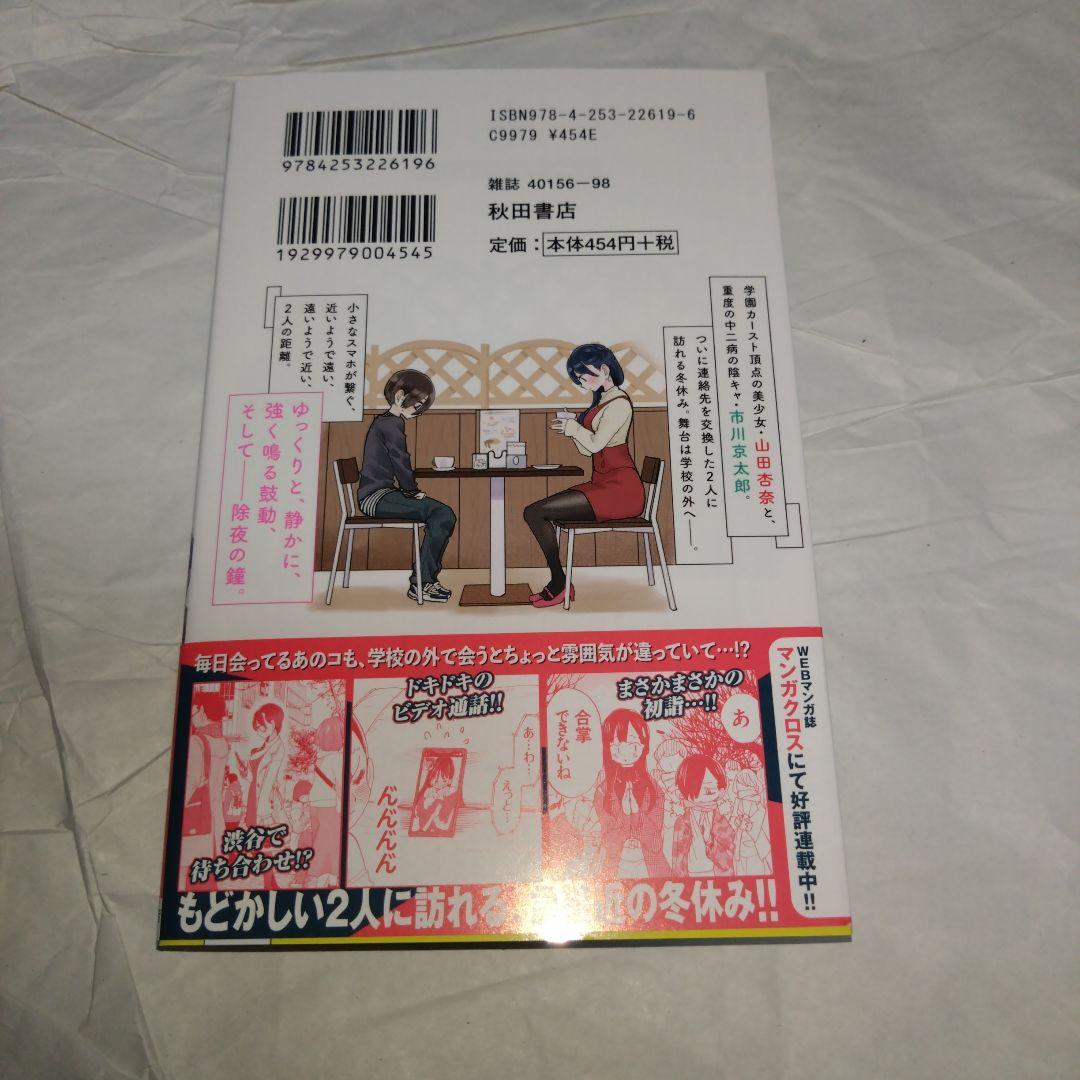 9784253226196
ISBN978-4-253-22619-6
C9979 ¥454E
雑誌 40156-98
1929979004545
秋田書店
定価：本体454円＋税
学園カースト頂点の美少女・山田杏奈と、
重度の中二病の陰キャ・市川京太郎。
ついに連絡先を交換した2人に
訪れる冬休み。舞台は学校の外へ──。
小さなスマホが繋ぐ、
近いようで遠い、
遠いようで近い、
2人の距離。
ゆっくりと、静かに、
強く鳴る鼓動、
そして──除夜の鐘。
毎日会ってるあのコも、学校の外で会うとちょっと雰囲気が違っていて…!?
WEBマンガ誌
マンガクロスにて好評連載中!!
まさかまさかの
初詣…!!
あ
合掌
できないね
ドキドキの
ビデオ通話!!
あ…わ…
えっと…
ん゛ん゛ん゛ん゛
渋谷で
待ち合わせ!?
もどかしい2人に訪れる
近の冬休み!!